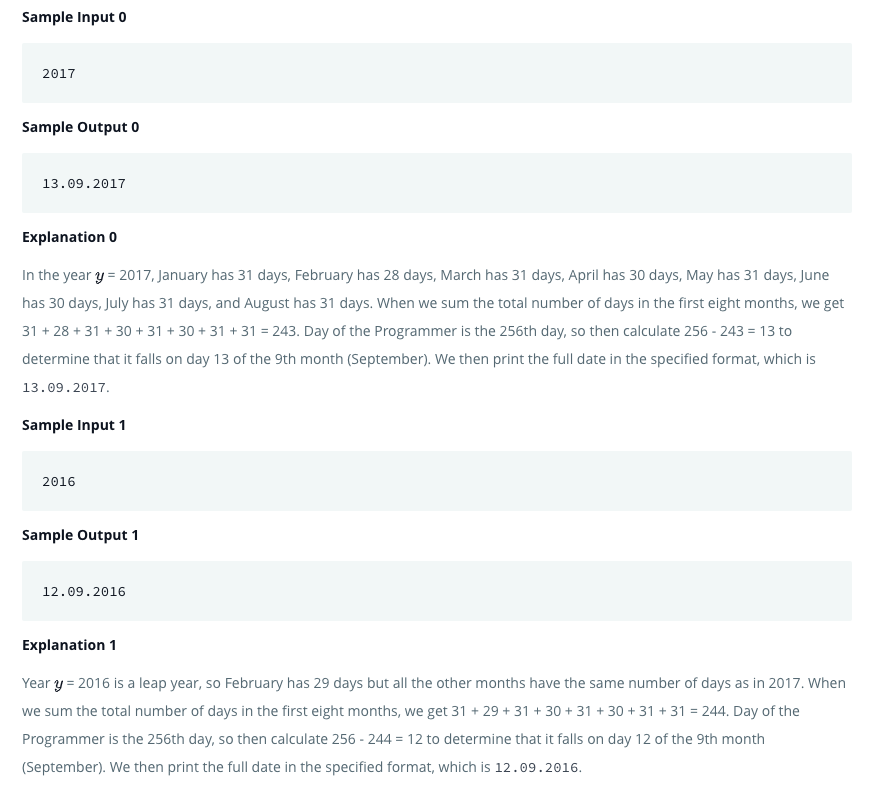 Sample Input 0
2017
Sample Output 0
13.09.2017
Explanation 0
In the year y = 2017, January has 31 days, February has 28 days, March has 31 days, April has 30 days, May has 31 days, June
has 30 days, July has 31 days, and August has 31 days. When we sum the total number of days in the first eight months, we get
31 + 28 + 31 + 30 + 31 + 30 + 31 + 31 = 243. Day of the Programmer is the 256th day, so then calculate 256 - 243 = 13 to
determine that it falls on day 13 of the 9th month (September). We then print the full date in the specified format, which is
13.09.2017.
Sample Input 1
2016
Sample Output 1
12.09.2016
Explanation 1
Year y = 2016 is a leap year, so February has 29 days but all the other months have the same number of days as in 2017. When
we sum the total number of days in the first eight months, we get 31 + 29 + 31 + 30 + 31 + 30 + 31 + 31 = 244. Day of the
Programmer is the 256th day, so then calculate 256 - 244 = 12 to determine that it falls on day 12 of the 9th month
(September). We then print the full date in the specified format, which is 12.09.2016.